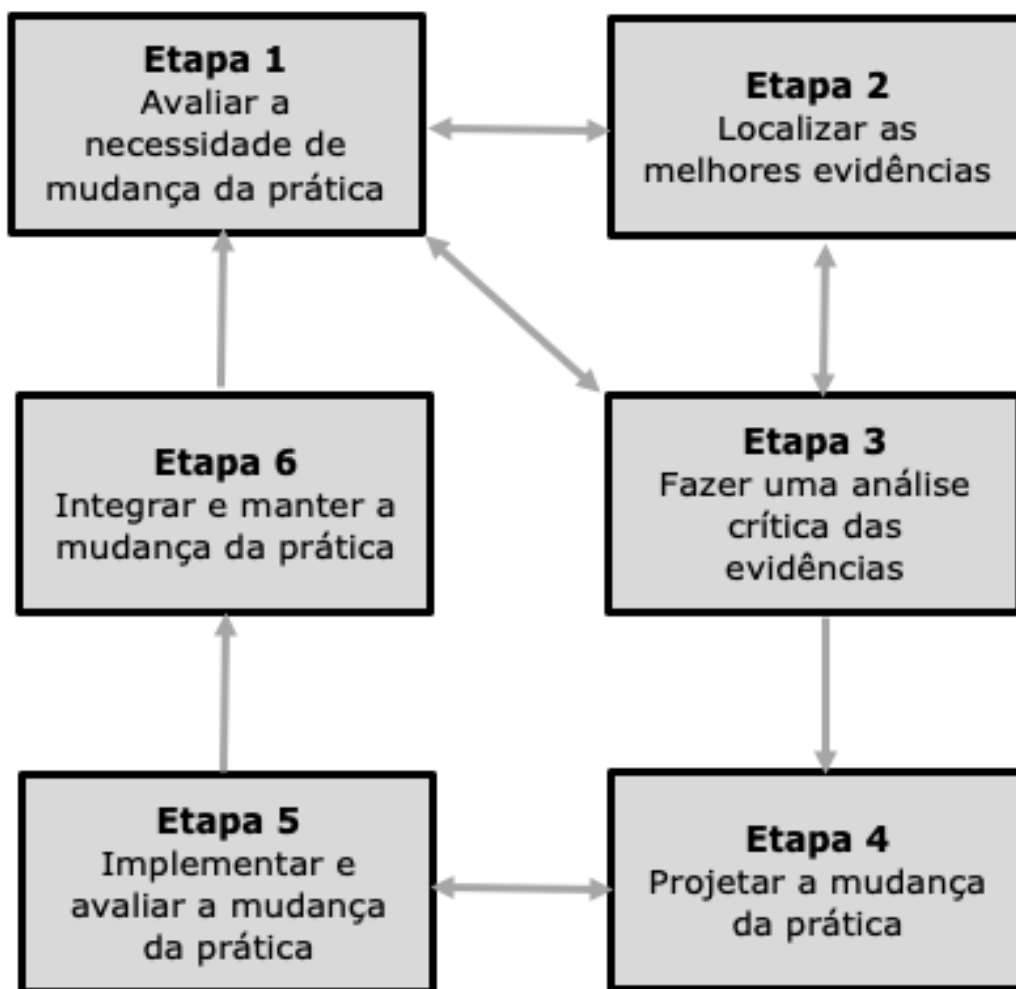 Etapa 1
Avaliar a
necessidade de
mudança da prática
Etapa 2
Localizar as
melhores evidências
Etapa 3
Fazer uma análise
crítica das
evidências
Etapa 4
Projetar a mudança
da prática
Etapa 5
Implementar e
avaliar a mudança
da prática
Etapa 6
Integrar e manter a
mudança da prática